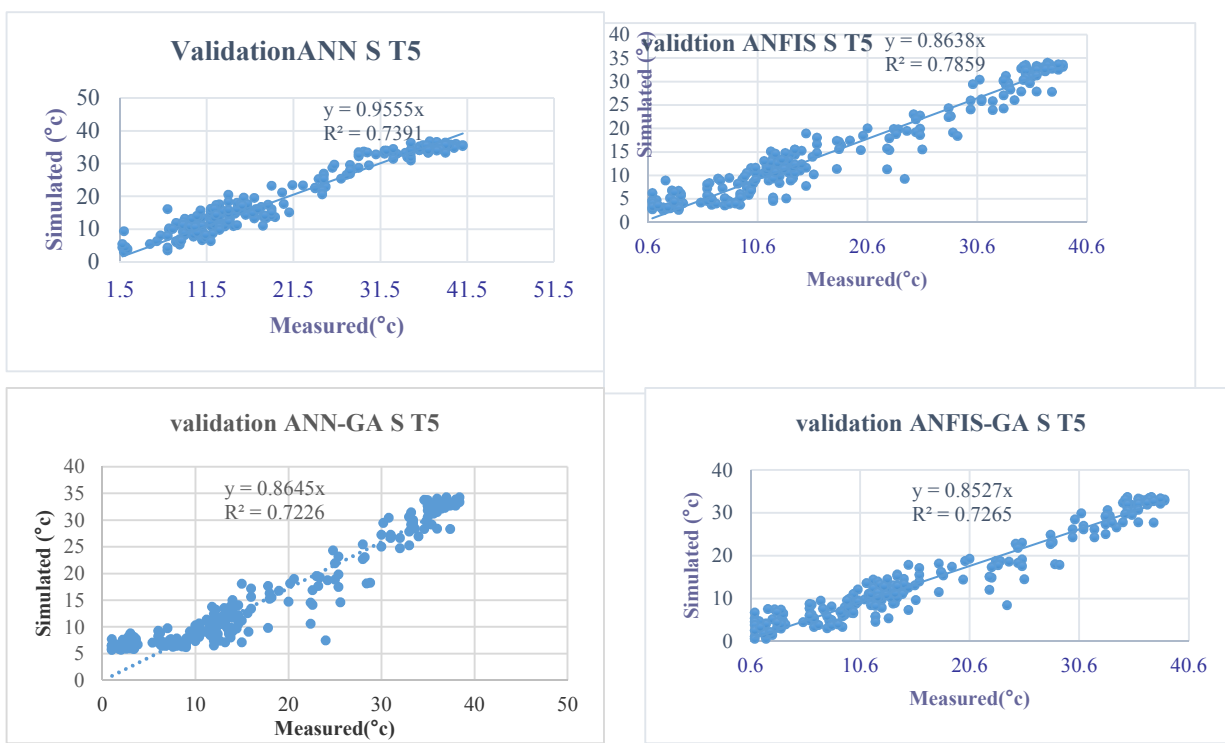 ValidationANN S T5
y = 0.9555x
R² = 0.7391
50
40
30
20
10
0
Simulated (°c)
1.5 11.5 21.5 31.5 41.5 51.5
Measured(°c)
validtion ANFIS S T5
y = 0.8638x
R² = 0.7859
40
35
30
25
20
15
10
5
0
Simulated (°c)
0.6 10.6 20.6 30.6 40.6
Measured(°c)
validation ANN-GA S T5
y = 0.8645x
R² = 0.7226
40
35
30
25
20
15
10
5
0
Simulated (°c)
0 10 20 30 40 50
Measured(°c)
validation ANFIS-GA S T5
y = 0.8527x
R² = 0.7265
40
30
20
10
0
Simulated (°c)
0.6 10.6 20.6 30.6 40.6
Measured(°c)